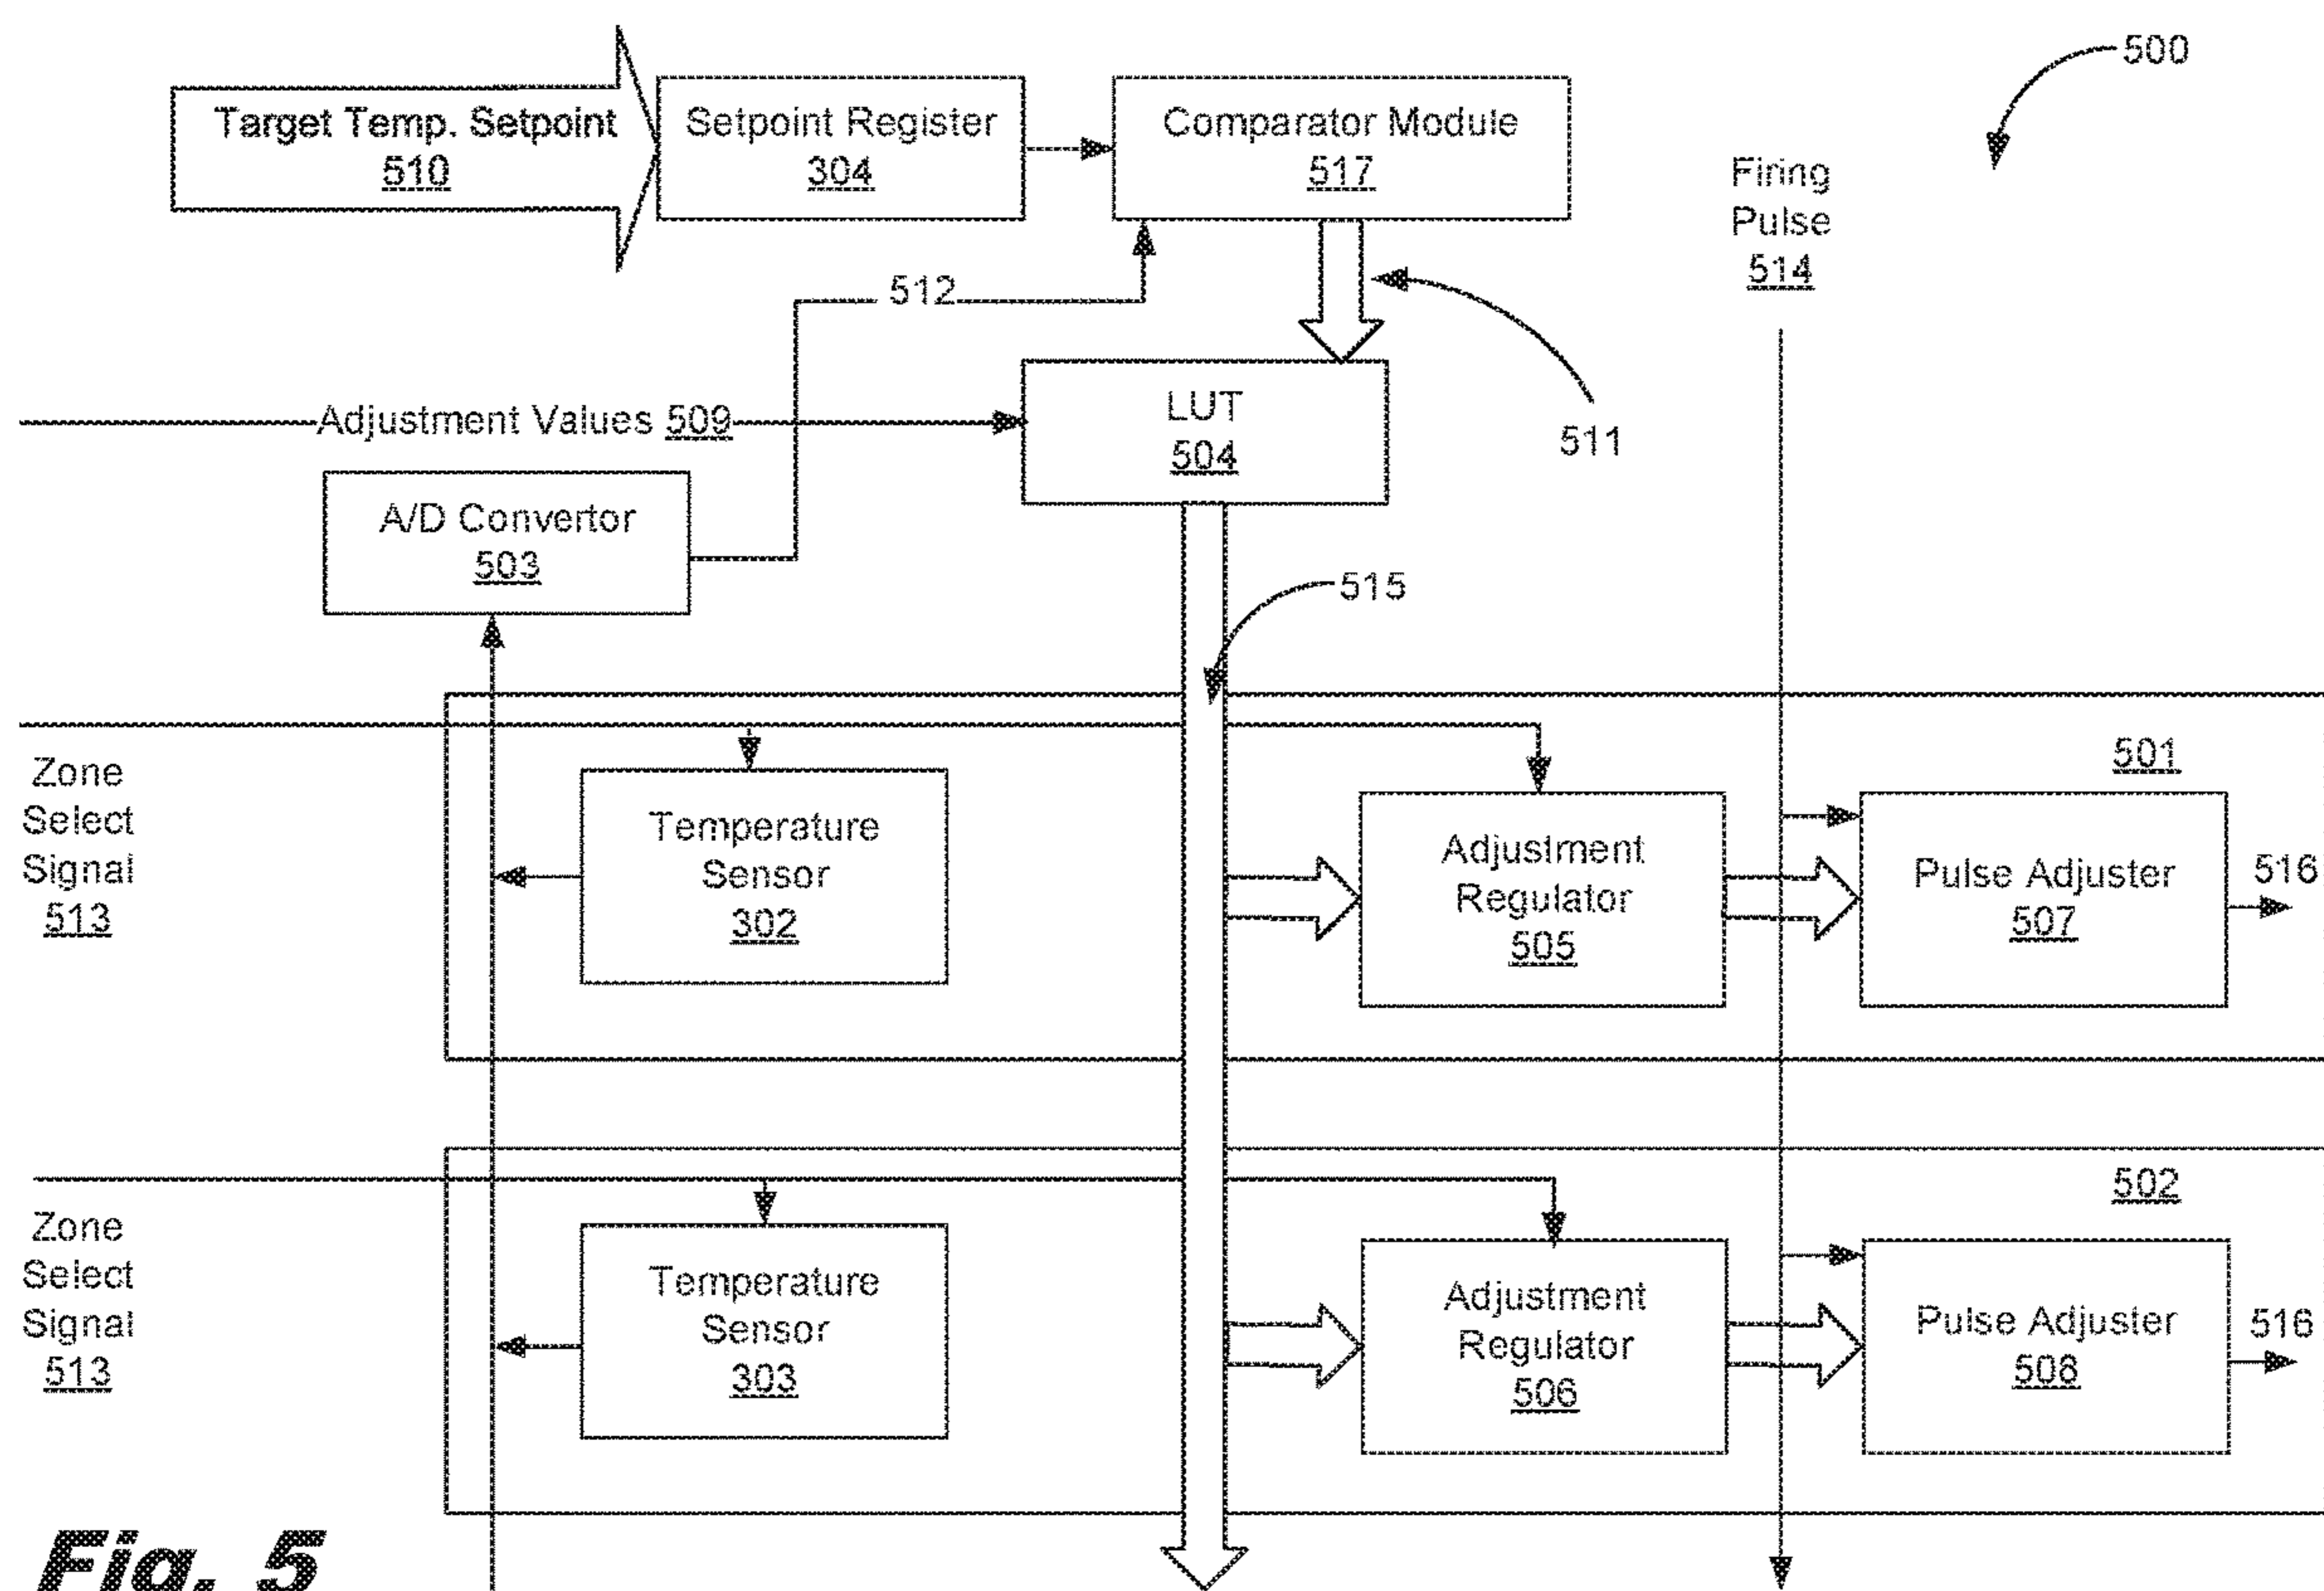 500
Target Temp. Setpoint
510
Setpoint Register
304
Comparator Module
517
Firing
Pulse
514
512
511
Adjustment Values 509
LUT
504
A/D Convertor
503
515
Zone
Select
Signal
513
Temperature
Sensor
302
Adjustment
Regulator
505
501
Pulse Adjuster
507
516
Zone
Select
Signal
513
Temperature
Sensor
303
Adjustment
Regulator
506
502
Pulse Adjuster
508
516
Fig. 5